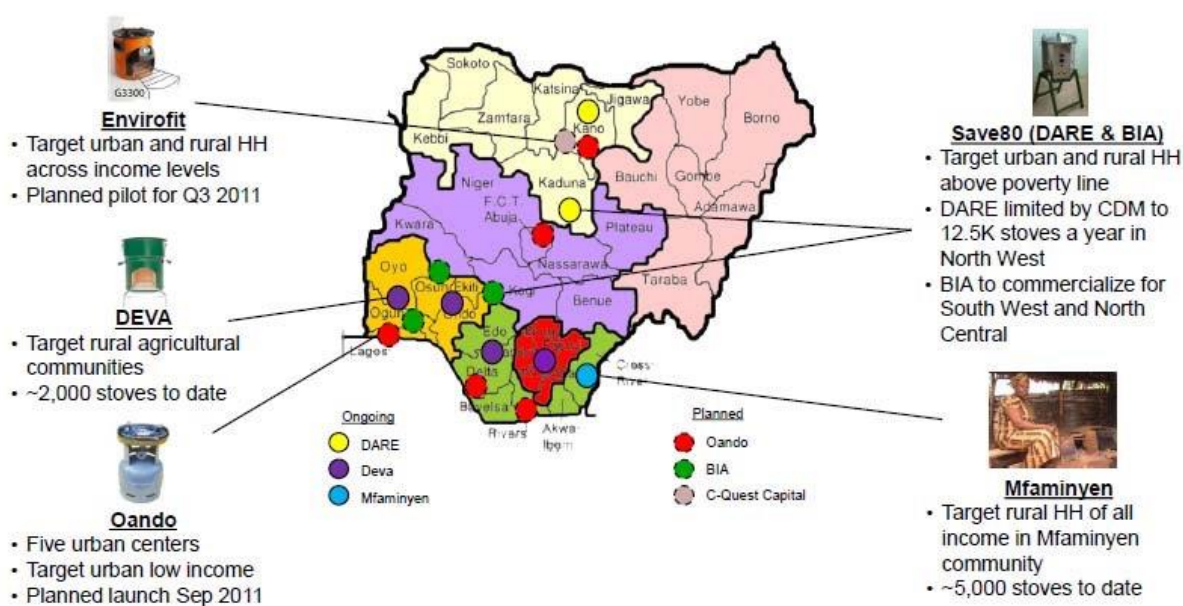 G3300
Envirofit
• Target urban and rural HH
across income levels
• Planned pilot for Q3 2011
DEVA
• Target rural agricultural
communities
• ~2,000 stoves to date
Oando
• Five urban centers
• Target urban low income
• Planned launch Sep 2011
Sokoto
Katsina
Jigawa
Yobe
Borno
Zamfara
Kano
Kebbi
Bauchi
Gombe
Kaduna
Niger
Adamawa
F.C.T.
Abuja
Kwara
Plateau
Nassarawa
Taraba
Oyo
Osun
Ekiti
Kogi
Benue
Ogun
Ondo
Edo
Lagos
Delta
Cross-
River
Bayelsa
Rivers
Akwa-
Ibom
Ongoing
DARE
Deva
Mfaminyen
Planned
Oando
BIA
C-Quest Capital
Save80 (DARE & BIA)
• Target urban and rural HH
above poverty line
• DARE limited by CDM to
12.5K stoves a year in
North West
• BIA to commercialize for
South West and North
Central
Mfaminyen
• Target rural HH of all
income in Mfaminyen
community
• ~5,000 stoves to date